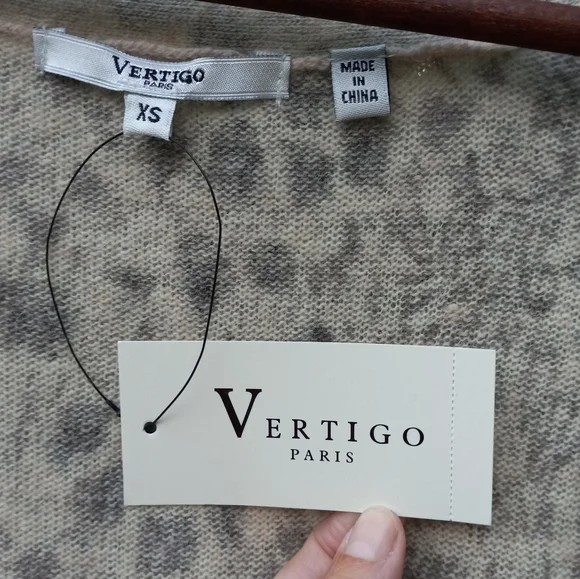 VERTIGO
PARIS
XS
MADE
IN
CHINA
VERTIGO
PARIS